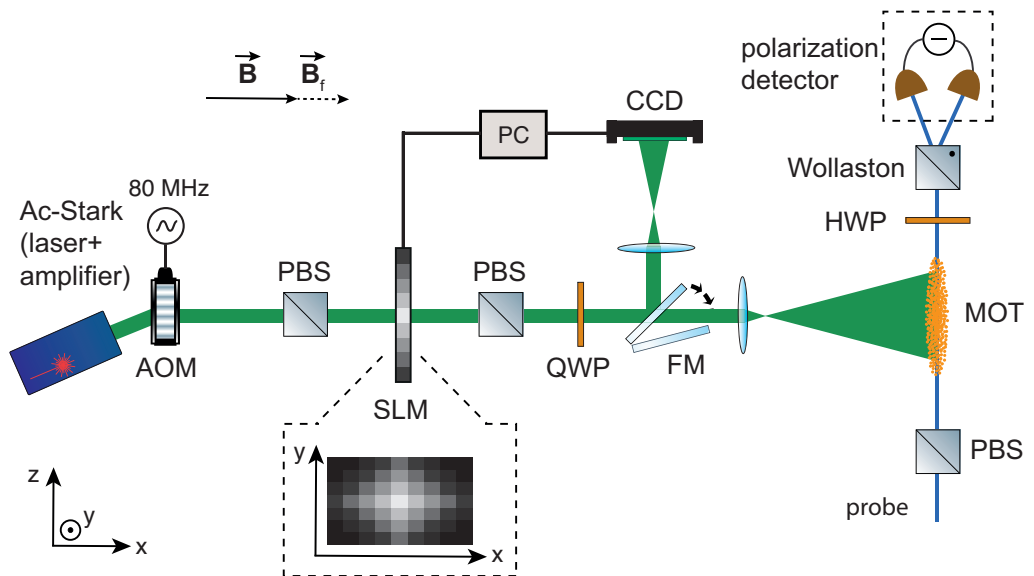 B B_f
polarization
detector
CCD
PC
Wollaston
80 MHz
Ac-Stark
(laser+
amplifier)
HWP
PBS
PBS
MOT
AOM
QWP
FM
SLM
PBS
y
x
z
y
x
probe